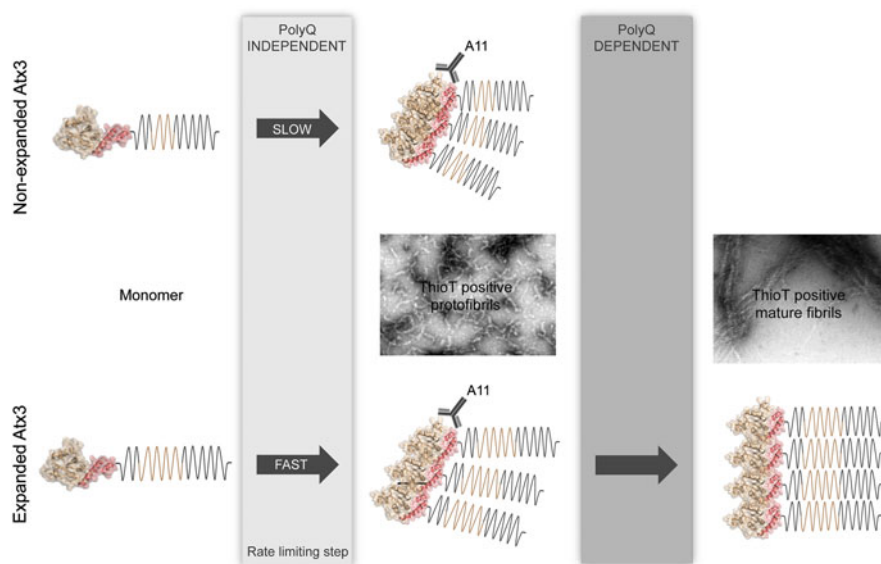 PolyQ
INDEPENDENT
PolyQ
DEPENDENT
A11
Non-expanded Atx3
SLOW
Monomer
ThioT positive
protofibrils
ThioT positive
mature fibrils
A11
Expanded Atx3
FAST
Rate limiting step